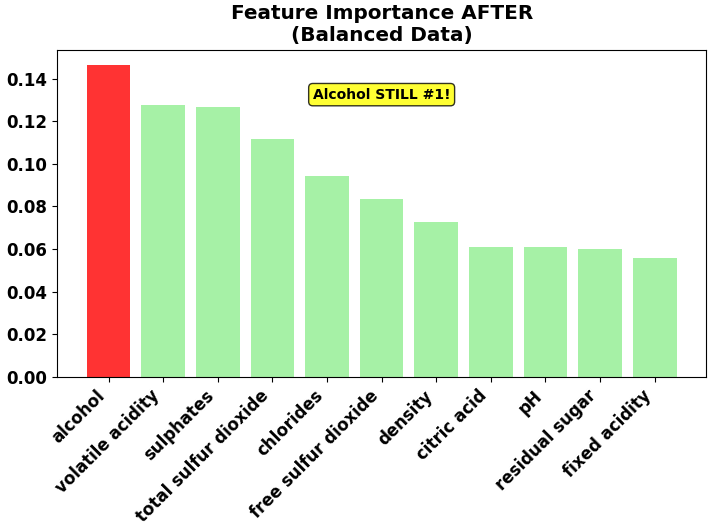 Feature Importance AFTER
(Balanced Data)
Alcohol STILL #1!
0.14
0.12
0.10
0.08
0.06
0.04
0.02
0.00
alcohol
volatile acidity
sulphates
total sulfur dioxide
chlorides
free sulfur dioxide
density
citric acid
pH
residual sugar
fixed acidity